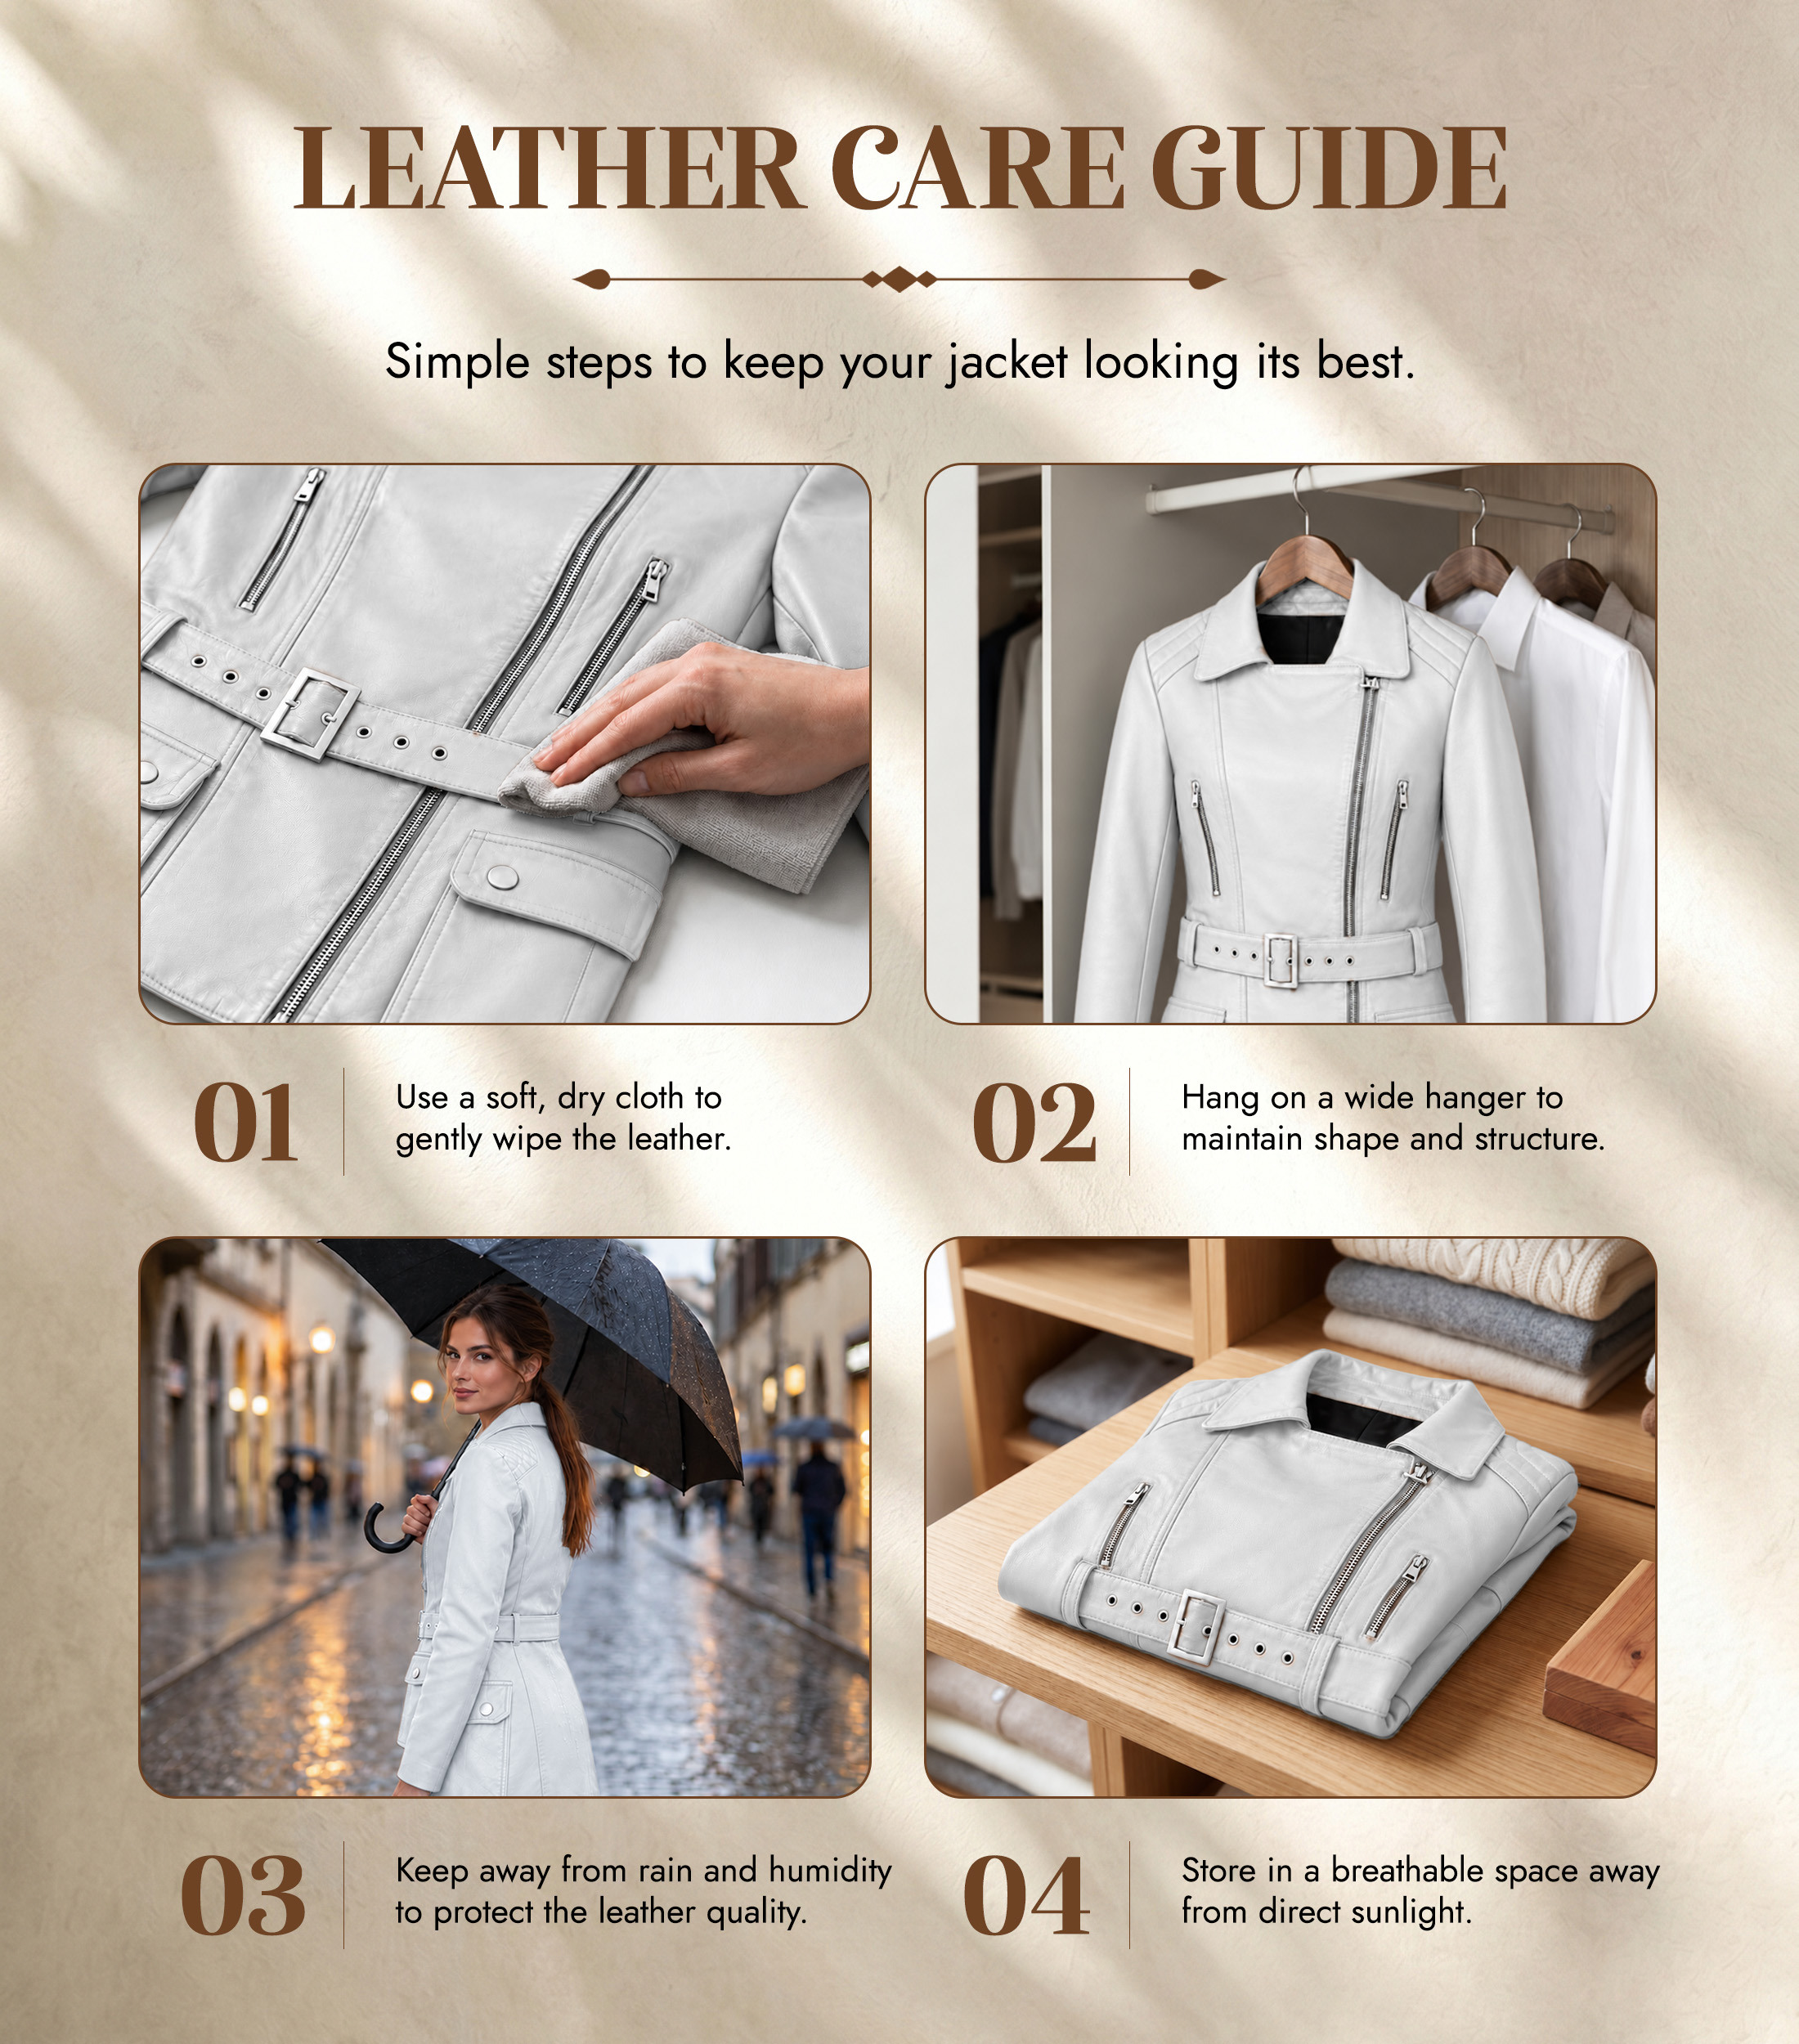 LEATHER CARE GUIDE
Simple steps to keep your jacket looking its best.
01
Use a soft, dry cloth to
gently wipe the leather.
02
Hang on a wide hanger to
maintain shape and structure.
03
Keep away from rain and humidity
to protect the leather quality.
04
Store in a breathable space away
from direct sunlight.